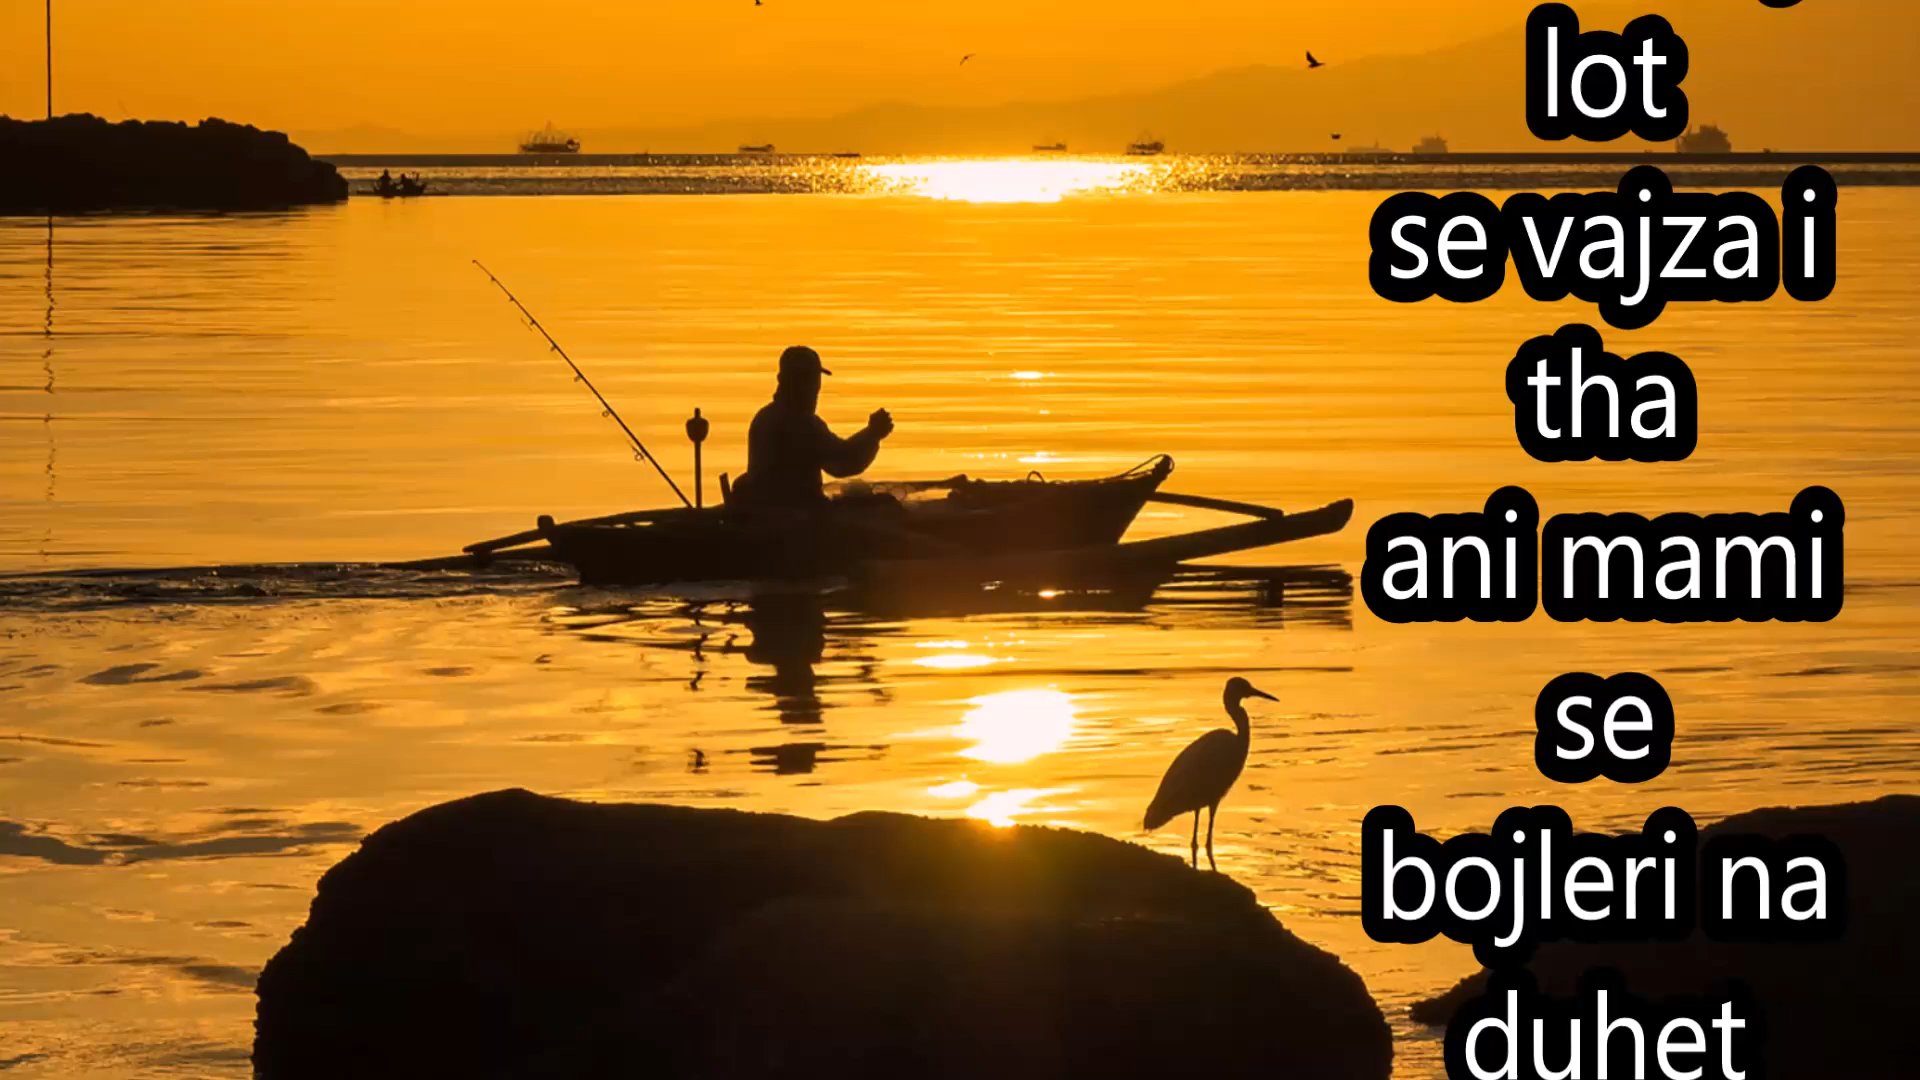 lot
se vajza i
tha
ani mami
se
bojleri na
duhet